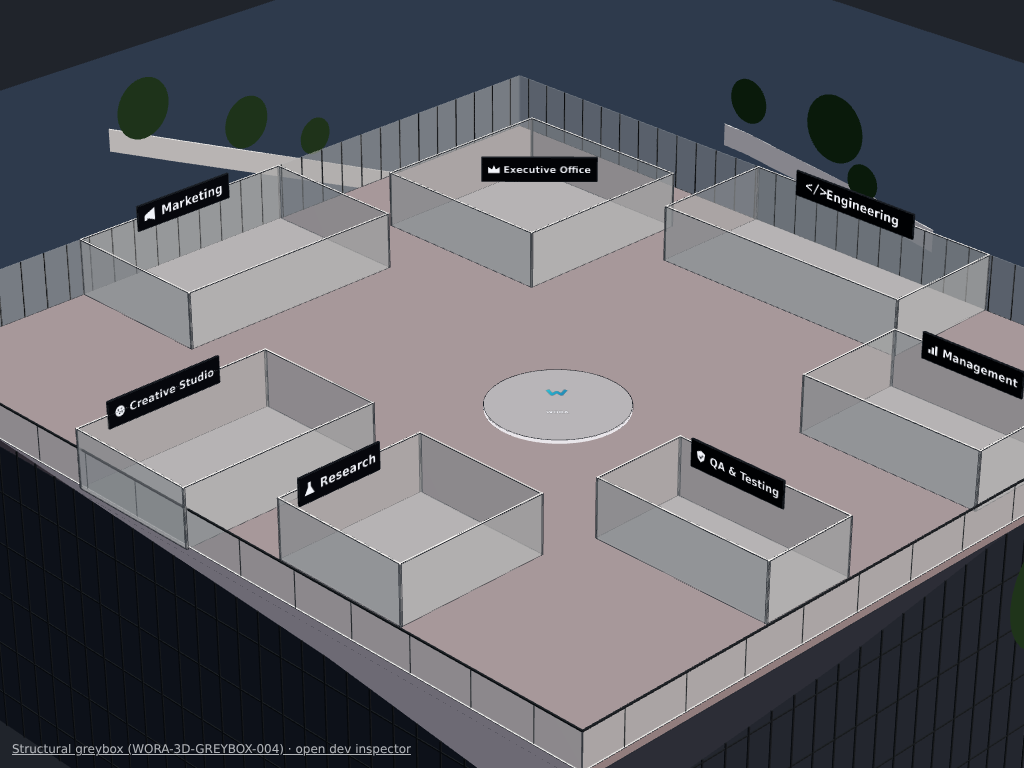 Executive Office
Marketing
</>Engineering
Management
Creative Studio
Research
QA & Testing
Structural greybox (WORA-3D-GREYBOX-004) · open dev inspector